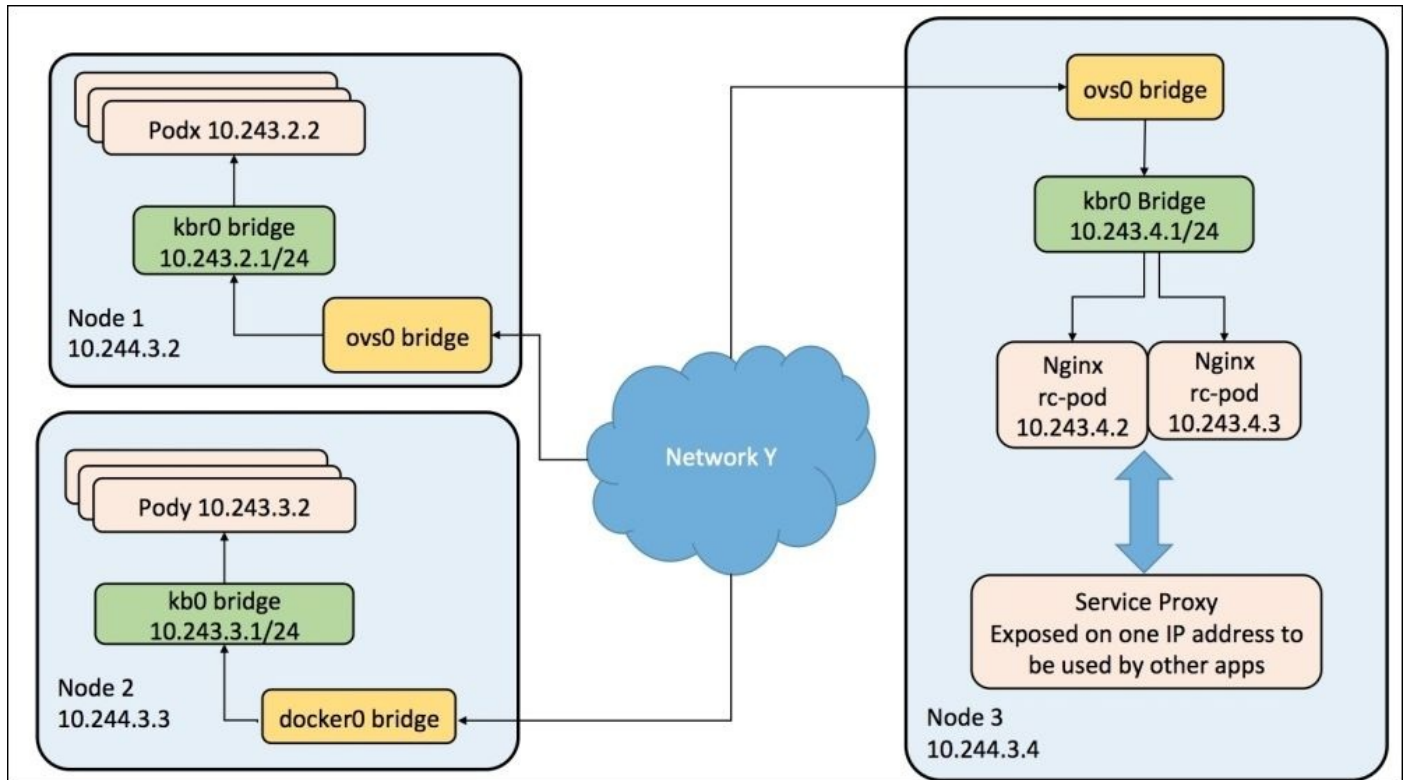 Podx 10.243.2.2
kbr0 bridge
10.243.2.1/24
Node 1
10.244.3.2
ovs0 bridge
Pody 10.243.3.2
kb0 bridge
10.243.3.1/24
Node 2
10.244.3.3
docker0 bridge
Network Y
ovs0 bridge
kbr0 Bridge
10.243.4.1/24
Nginx
rc-pod
10.243.4.2
Nginx
rc-pod
10.243.4.3
Service Proxy
Exposed on one IP address to
be used by other apps
Node 3
10.244.3.4